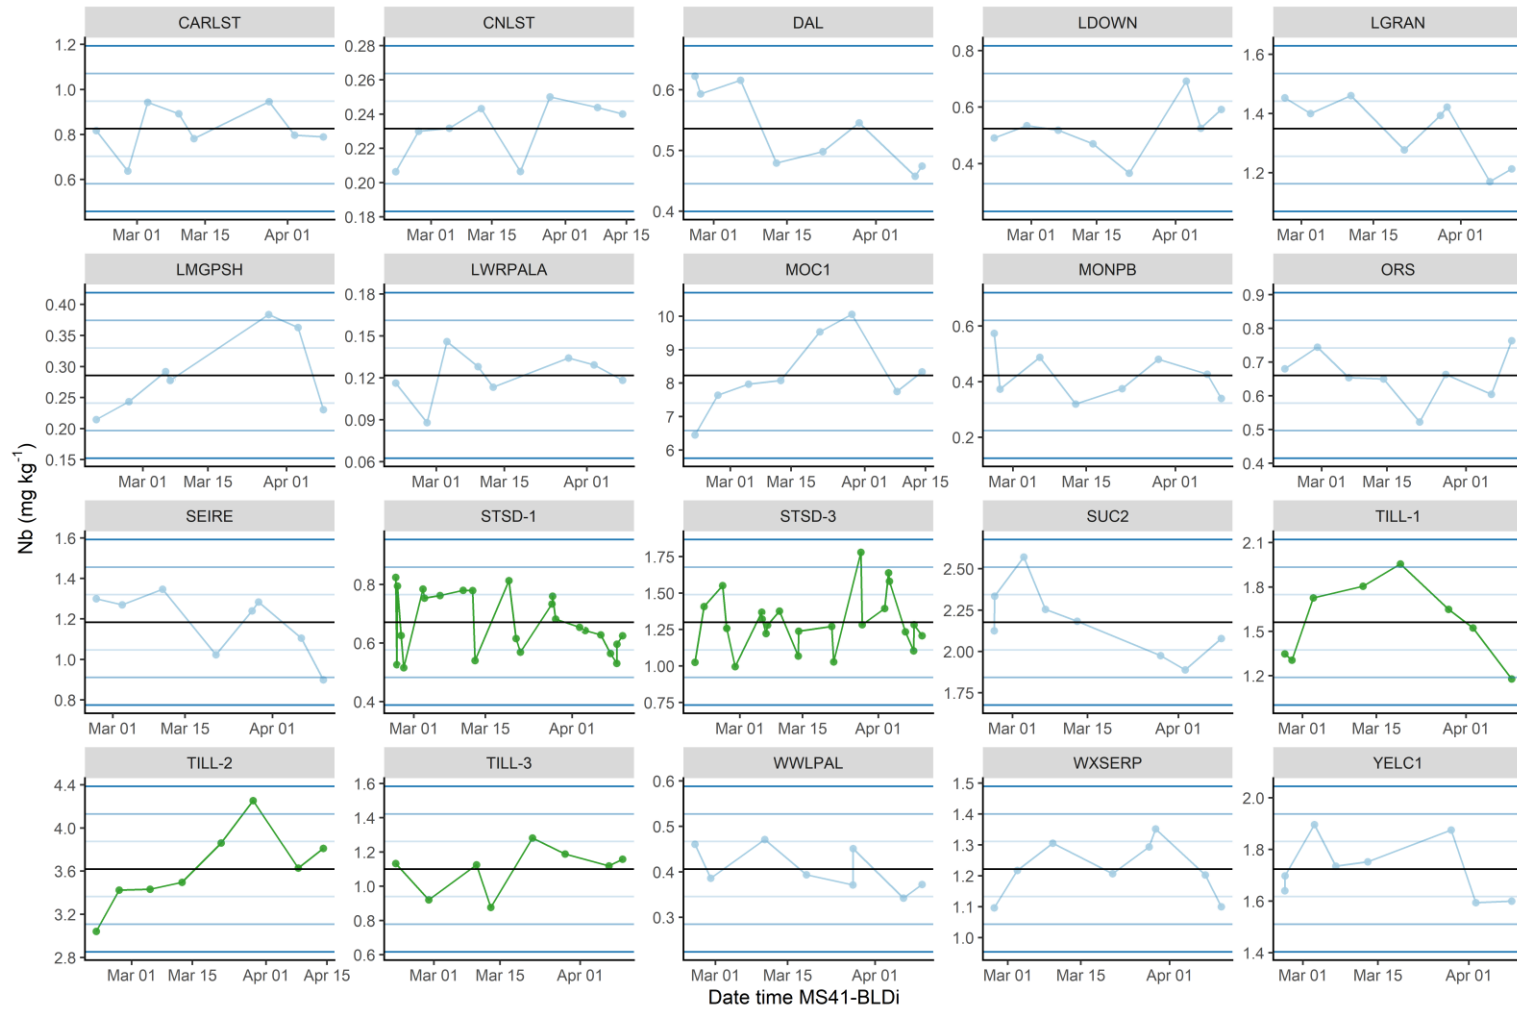 CARLST CNLST DAL LDOWN LGRAN
1.2 0.28 0.8 1.6
1.0 0.26 0.6 0.6 1.4
0.8 0.24 0.5 0.4 1.2
0.6 0.22 0.4
0.20
0.18
Mar 01 Mar 15 Apr 01 Mar 01 Mar 15 Apr 01 Apr 15 Mar 01 Mar 15 Apr 01 Mar 01 Mar 15 Apr 01 Mar 01 Mar 15 Apr 01
LMGPSH LWRPALA MOC1 MONPB ORS
0.40 0.18 10 0.6 0.9
0.35 0.15 9 0.4 0.8
0.30 0.12 8 0.2 0.7
0.25 0.09 7 0.6
0.20 0.06 6 0.5
0.15 0.4
Mar 01 Mar 15 Apr 01 Mar 01 Mar 15 Apr 01 Mar 01 Mar 15 Apr 01 Apr 15 Mar 01 Mar 15 Apr 01 Mar 01 Mar 15 Apr 01
Nb (mg kg⁻¹)
SEIRE STSD-1 STSD-3 SUC2 TILL-1
1.6 0.8 1.75 2.50 2.1
1.4 0.6 1.50 2.25 1.8
1.2 0.4 1.25 2.00 1.5
1.0 1.00 1.75 1.2
0.8 0.75
Mar 01 Mar 15 Apr 01 Mar 01 Mar 15 Apr 01 Mar 01 Mar 15 Apr 01 Mar 01 Mar 15 Apr 01 Mar 01 Mar 15 Apr 01
TILL-2 TILL-3 WWLPAL WXSERP YELC1
4.4 1.6 0.6 1.5 2.0
4.0 1.4 0.5 1.4 1.8
3.6 1.2 0.4 1.3 1.6
3.2 1.0 0.3 1.2 1.4
2.8 0.8 1.1
0.6 1.0
Mar 01 Mar 15 Apr 01 Apr 15 Mar 01 Mar 15 Apr 01 Mar 01 Mar 15 Apr 01 Mar 01 Mar 15 Apr 01 Mar 01 Mar 15 Apr 01
Date time MS41-BLDi